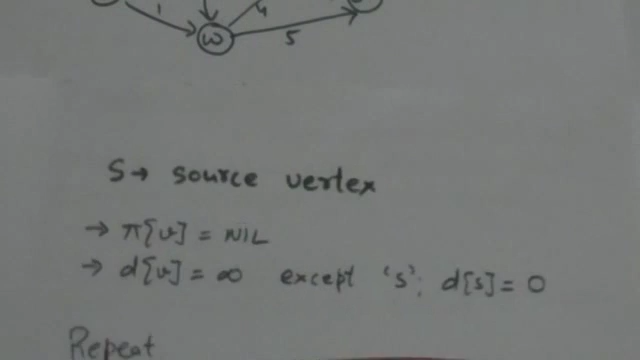 1
4
w
5
S→ source vertex
→ π[v] = NIL
→ d[v] = ∞ except 's'; d[s] = 0
Repeat